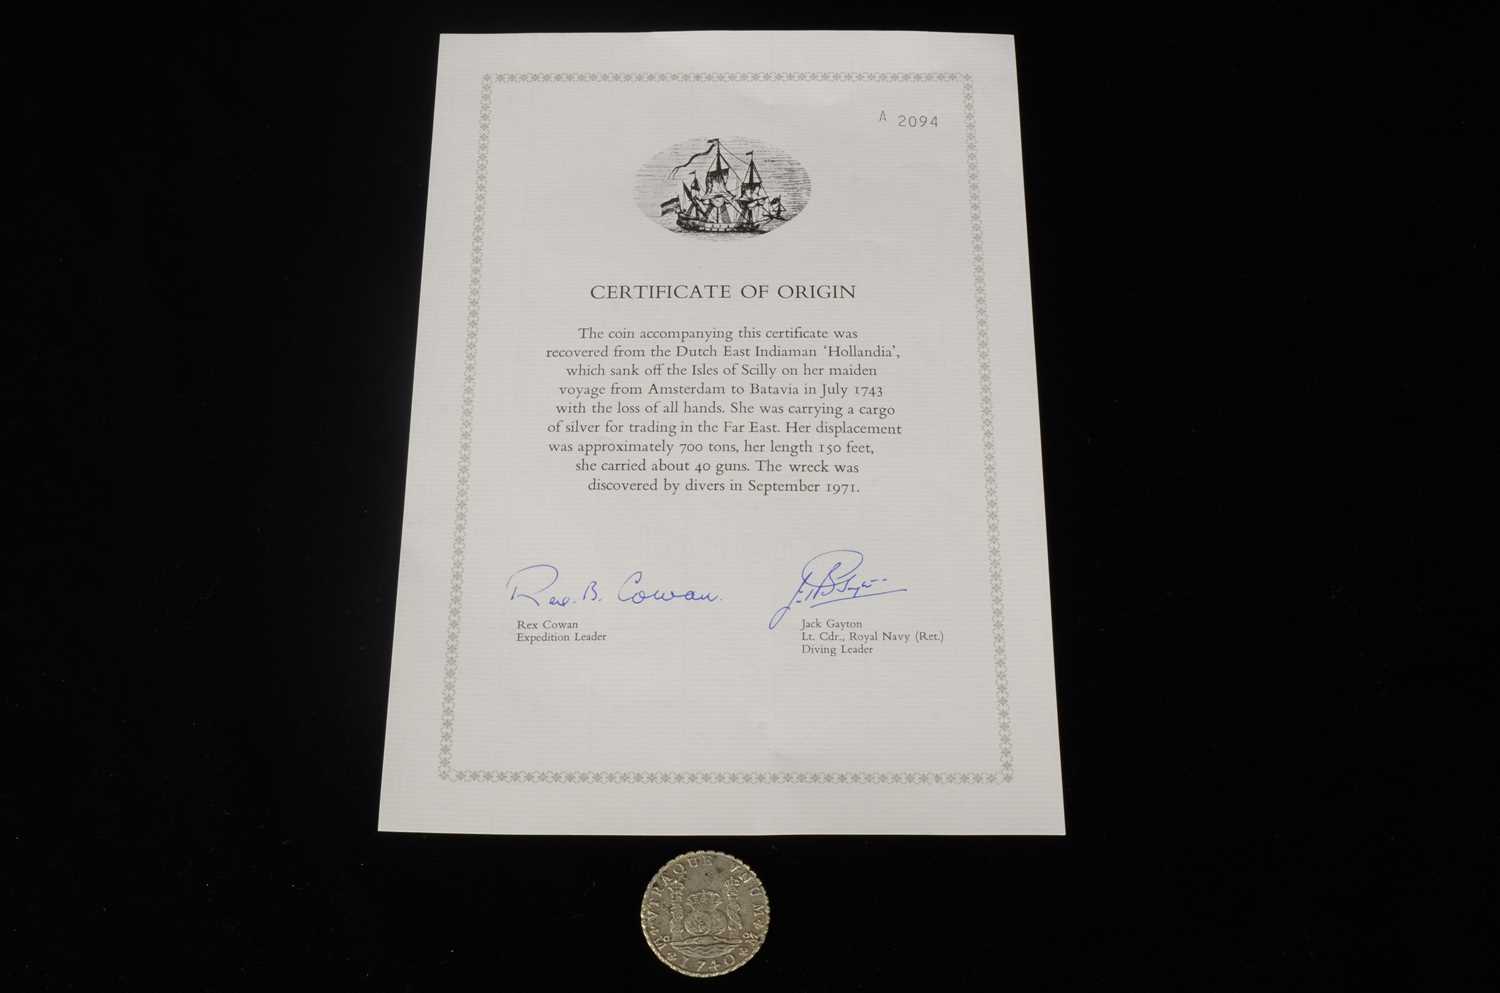 A 2094
CERTIFICATE OF ORIGIN
The coin accompanying this certificate was
recovered from the Dutch East Indiaman ‘Hollandia’,
which sank off the Isles of Scilly on her maiden
voyage from Amsterdam to Batavia in July 1743
with the loss of all hands. She was carrying a cargo
of silver for trading in the Far East. Her displacement
was approximately 700 tons, her length 150 feet,
she carried about 40 guns. The wreck was
discovered by divers in September 1971.
Rex. B. Cowan.
Rex Cowan
Expedition Leader
Jack Gayton
Lt. Cdr., Royal Navy (Ret.)
Diving Leader
VTRAQUE VNUM M 1740 M